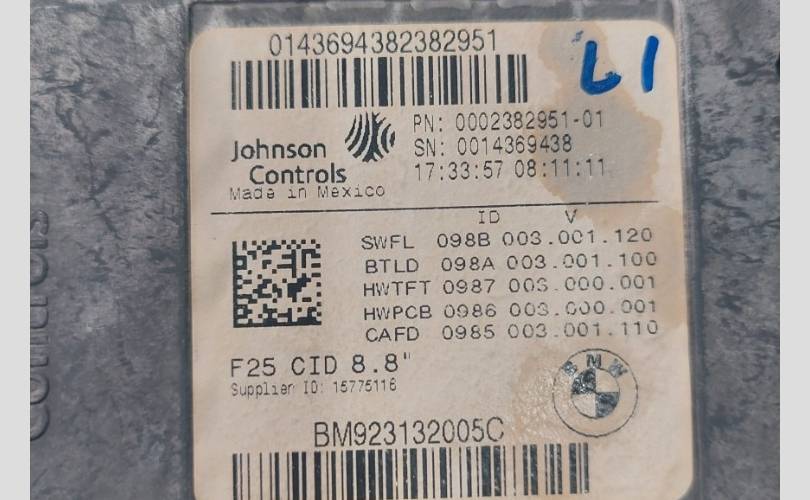 0143694382382951
L1
Johnson
Controls
PN: 0002382951-01
SN: 0014369438
17:33:57 08:11:11
Made in Mexico
ID V
SWFL 098B 003.001.120
BTLD 098A 003.001.100
HWTFT 0987 003.000.001
HWPCB 0986 003.000.001
CAFD 0985 003.001.110
F25 CID 8.8"
Supplier ID: 15775116
BMW
BM923132005C